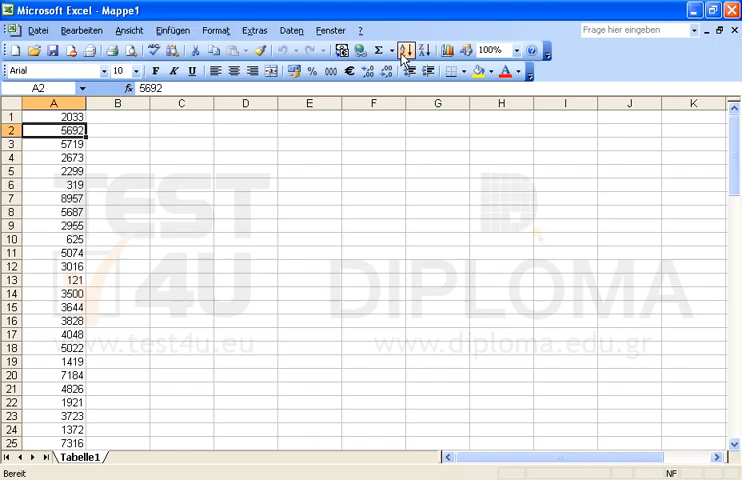 Microsoft Excel - Mappe1
Datei Bearbeiten Ansicht Einfügen Format Extras Daten Fenster ? Frage hier eingeben
Σ 100%
Arial 10 F K U % 000 €
A2 fx 5692
A B C D E F G H I J K
1 2033
2 5692
3 5719
4 2673
5 2299
6 319
7 8957
8 5687
9 2955
10 625
11 5074
12 3016
13 121
14 3500
15 3644
16 3828
17 4048
18 5022
19 1419
20 7184
21 4826
22 1921
23 3723
24 1372
25 7316
TEST
4U
DIPLOMA
www.test4u.eu www.diploma.edu.gr
Tabelle1
Bereit NF